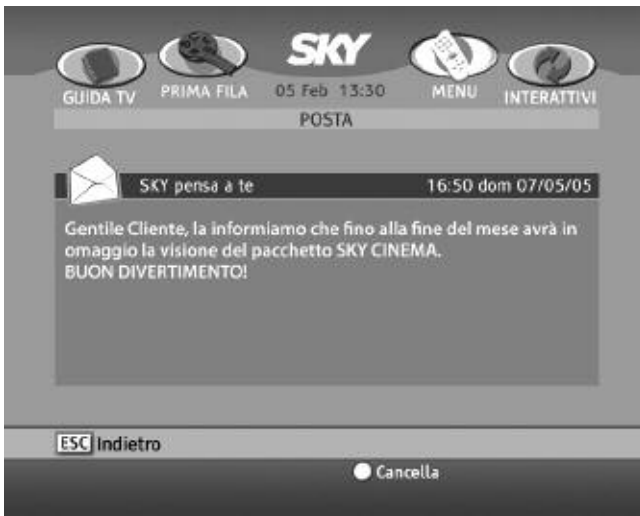 SKY
GUIDA TV
PRIMA FILA
05 Feb 13:30
MENU
INTERATTIVI
POSTA
SKY pensa a te
16:50 dom 07/05/05
Gentile Cliente, la informiamo che fino alla fine del mese avrà in
omaggio la visione del pacchetto SKY CINEMA.
BUON DIVERTIMENTO!
ESC Indietro
Cancella